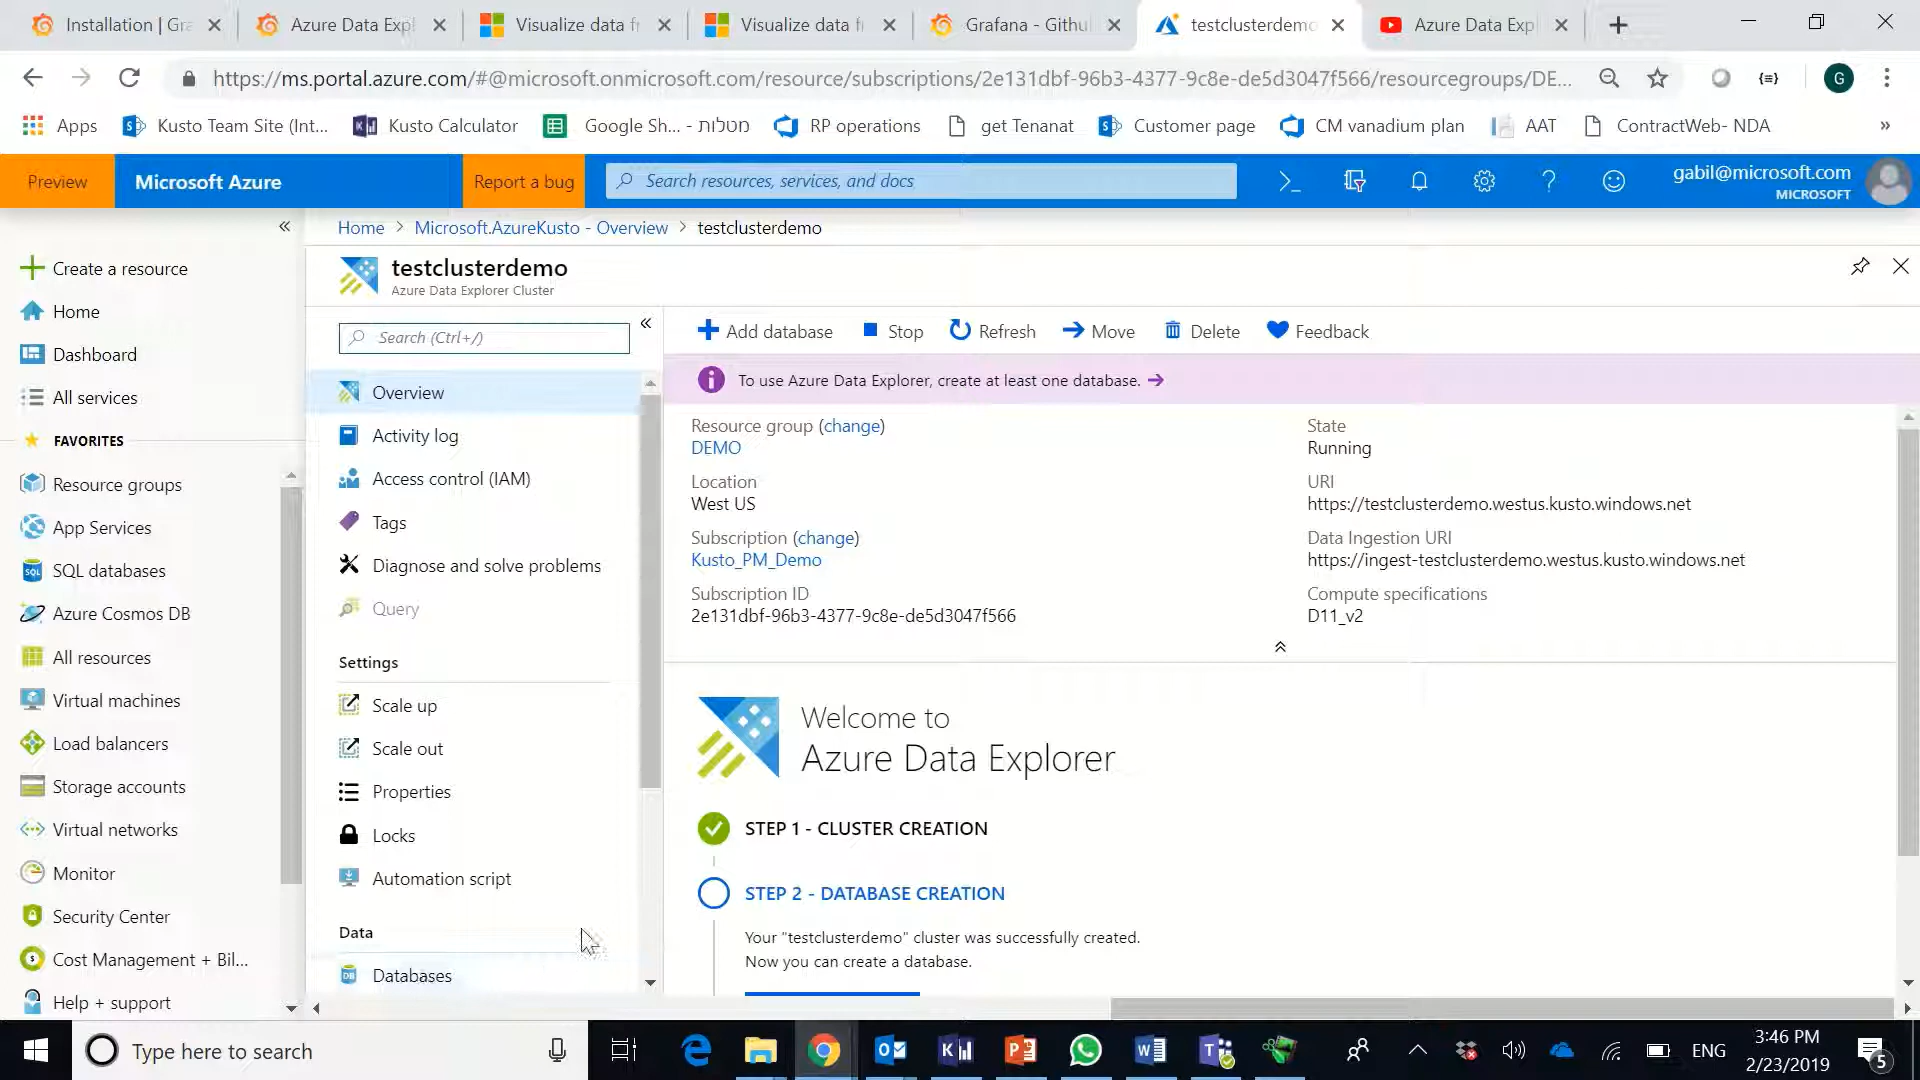 Installation | Gra
Azure Data Expl
Visualize data fr
Visualize data fr
Grafana - Githu
testclusterdemo
Azure Data Expl
https://ms.portal.azure.com/#@microsoft.onmicrosoft.com/resource/subscriptions/2e131dbf-96b3-4377-9c8e-de5d3047f566/resourcegroups/DE...
G
Apps
Kusto Team Site (Int...
Kusto Calculator
Google Sh... - מטלות
RP operations
get Tenanat
Customer page
CM vanadium plan
AAT
ContractWeb- NDA
»
Preview
Microsoft Azure
Report a bug
Search resources, services, and docs
gabil@microsoft.com
MICROSOFT
Home > Microsoft.AzureKusto - Overview > testclusterdemo
testclusterdemo
Azure Data Explorer Cluster
Create a resource
Home
Dashboard
All services
FAVORITES
Resource groups
App Services
SQL databases
Azure Cosmos DB
All resources
Virtual machines
Load balancers
Storage accounts
Virtual networks
Monitor
Security Center
Cost Management + Bil...
Help + support
Search (Ctrl+/)
Overview
Activity log
Access control (IAM)
Tags
Diagnose and solve problems
Query
Settings
Scale up
Scale out
Properties
Locks
Automation script
Data
Databases
Add database
Stop
Refresh
Move
Delete
Feedback
To use Azure Data Explorer, create at least one database.
Resource group (change)
DEMO
Location
West US
Subscription (change)
Kusto_PM_Demo
Subscription ID
2e131dbf-96b3-4377-9c8e-de5d3047f566
State
Running
URI
https://testclusterdemo.westus.kusto.windows.net
Data Ingestion URI
https://ingest-testclusterdemo.westus.kusto.windows.net
Compute specifications
D11_v2
Welcome to
Azure Data Explorer
STEP 1 - CLUSTER CREATION
STEP 2 - DATABASE CREATION
Your "testclusterdemo" cluster was successfully created.
Now you can create a database.
Type here to search
ENG
3:46 PM
2/23/2019
5